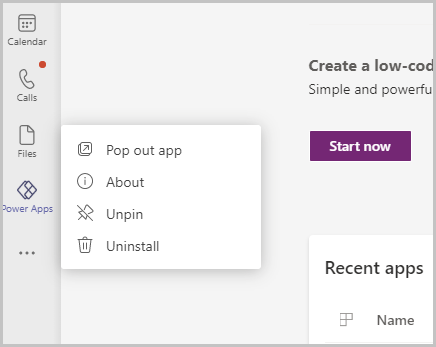 Calendar
Calls
Files
Power Apps
Pop out app
About
Unpin
Uninstall
Create a low-cod
Simple and powerfu
Start now
Recent apps
Name